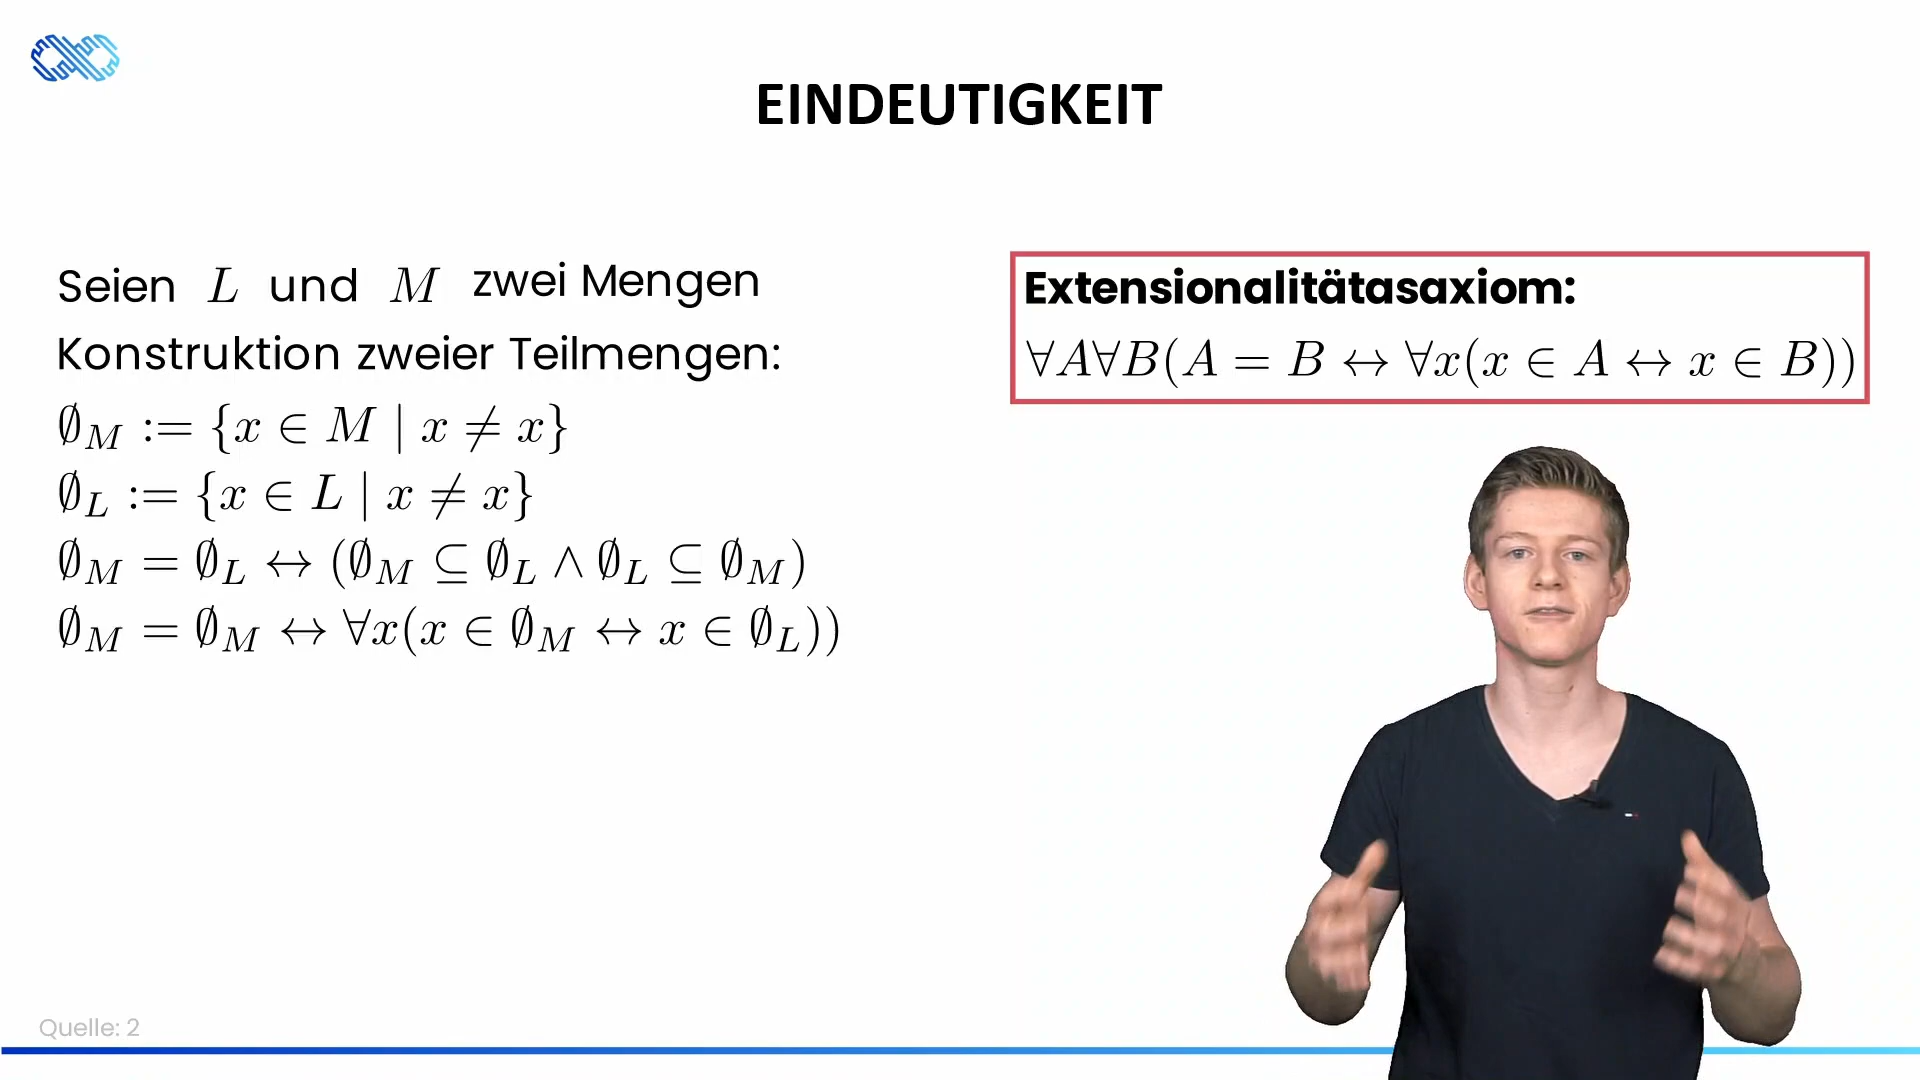 EINDEUTIGKEIT
Seien L und M zwei Mengen
Konstruktion zweier Teilmengen:
∅_M := {x ∈ M | x ≠ x}
∅_L := {x ∈ L | x ≠ x}
∅_M = ∅_L ↔ (∅_M ⊆ ∅_L ∧ ∅_L ⊆ ∅_M)
∅_M = ∅_M ↔ ∀x(x ∈ ∅_M ↔ x ∈ ∅_L))
Extensionalitätasaxiom:
∀A∀B(A = B ↔ ∀x(x ∈ A ↔ x ∈ B))
Quelle: 2